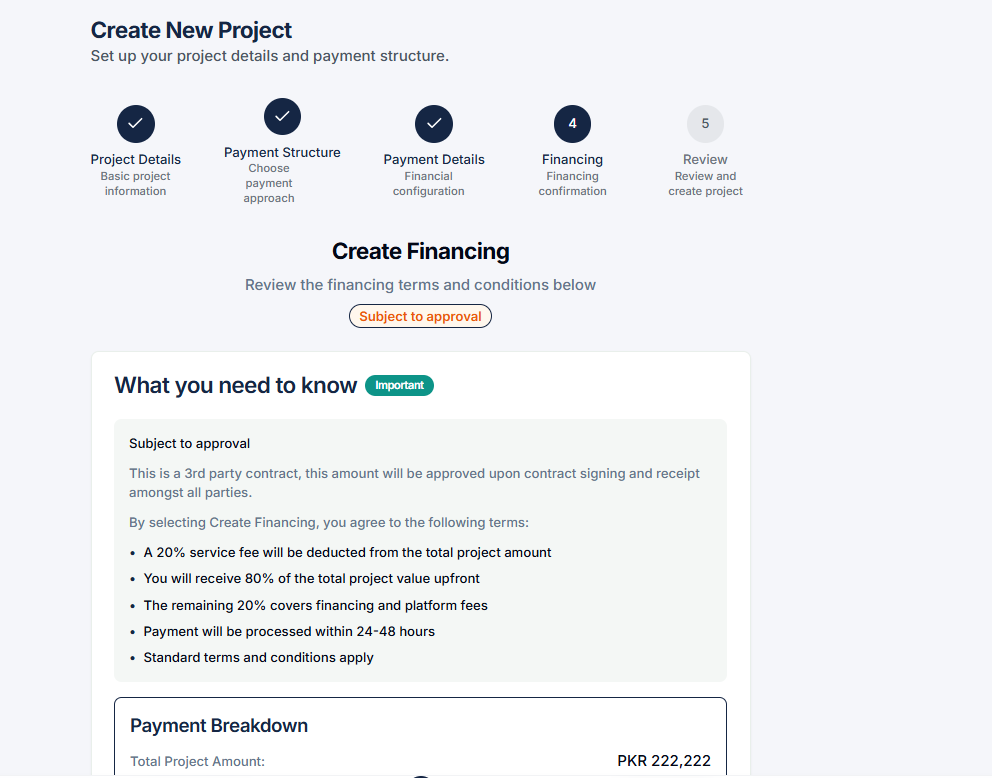 Create New Project
Set up your project details and payment structure.
4
5
Project Details
Payment Structure
Payment Details
Financing
Review
Basic project
information
Choose
payment
approach
Financial
configuration
Financing
confirmation
Review and
create project
Create Financing
Review the financing terms and conditions below
Subject to approval
What you need to know Important
Subject to approval
This is a 3rd party contract, this amount will be approved upon contract signing and receipt
amongst all parties.
By selecting Create Financing, you agree to the following terms:
• A 20% service fee will be deducted from the total project amount
• You will receive 80% of the total project value upfront
• The remaining 20% covers financing and platform fees
• Payment will be processed within 24-48 hours
• Standard terms and conditions apply
Payment Breakdown
Total Project Amount: PKR 222,222